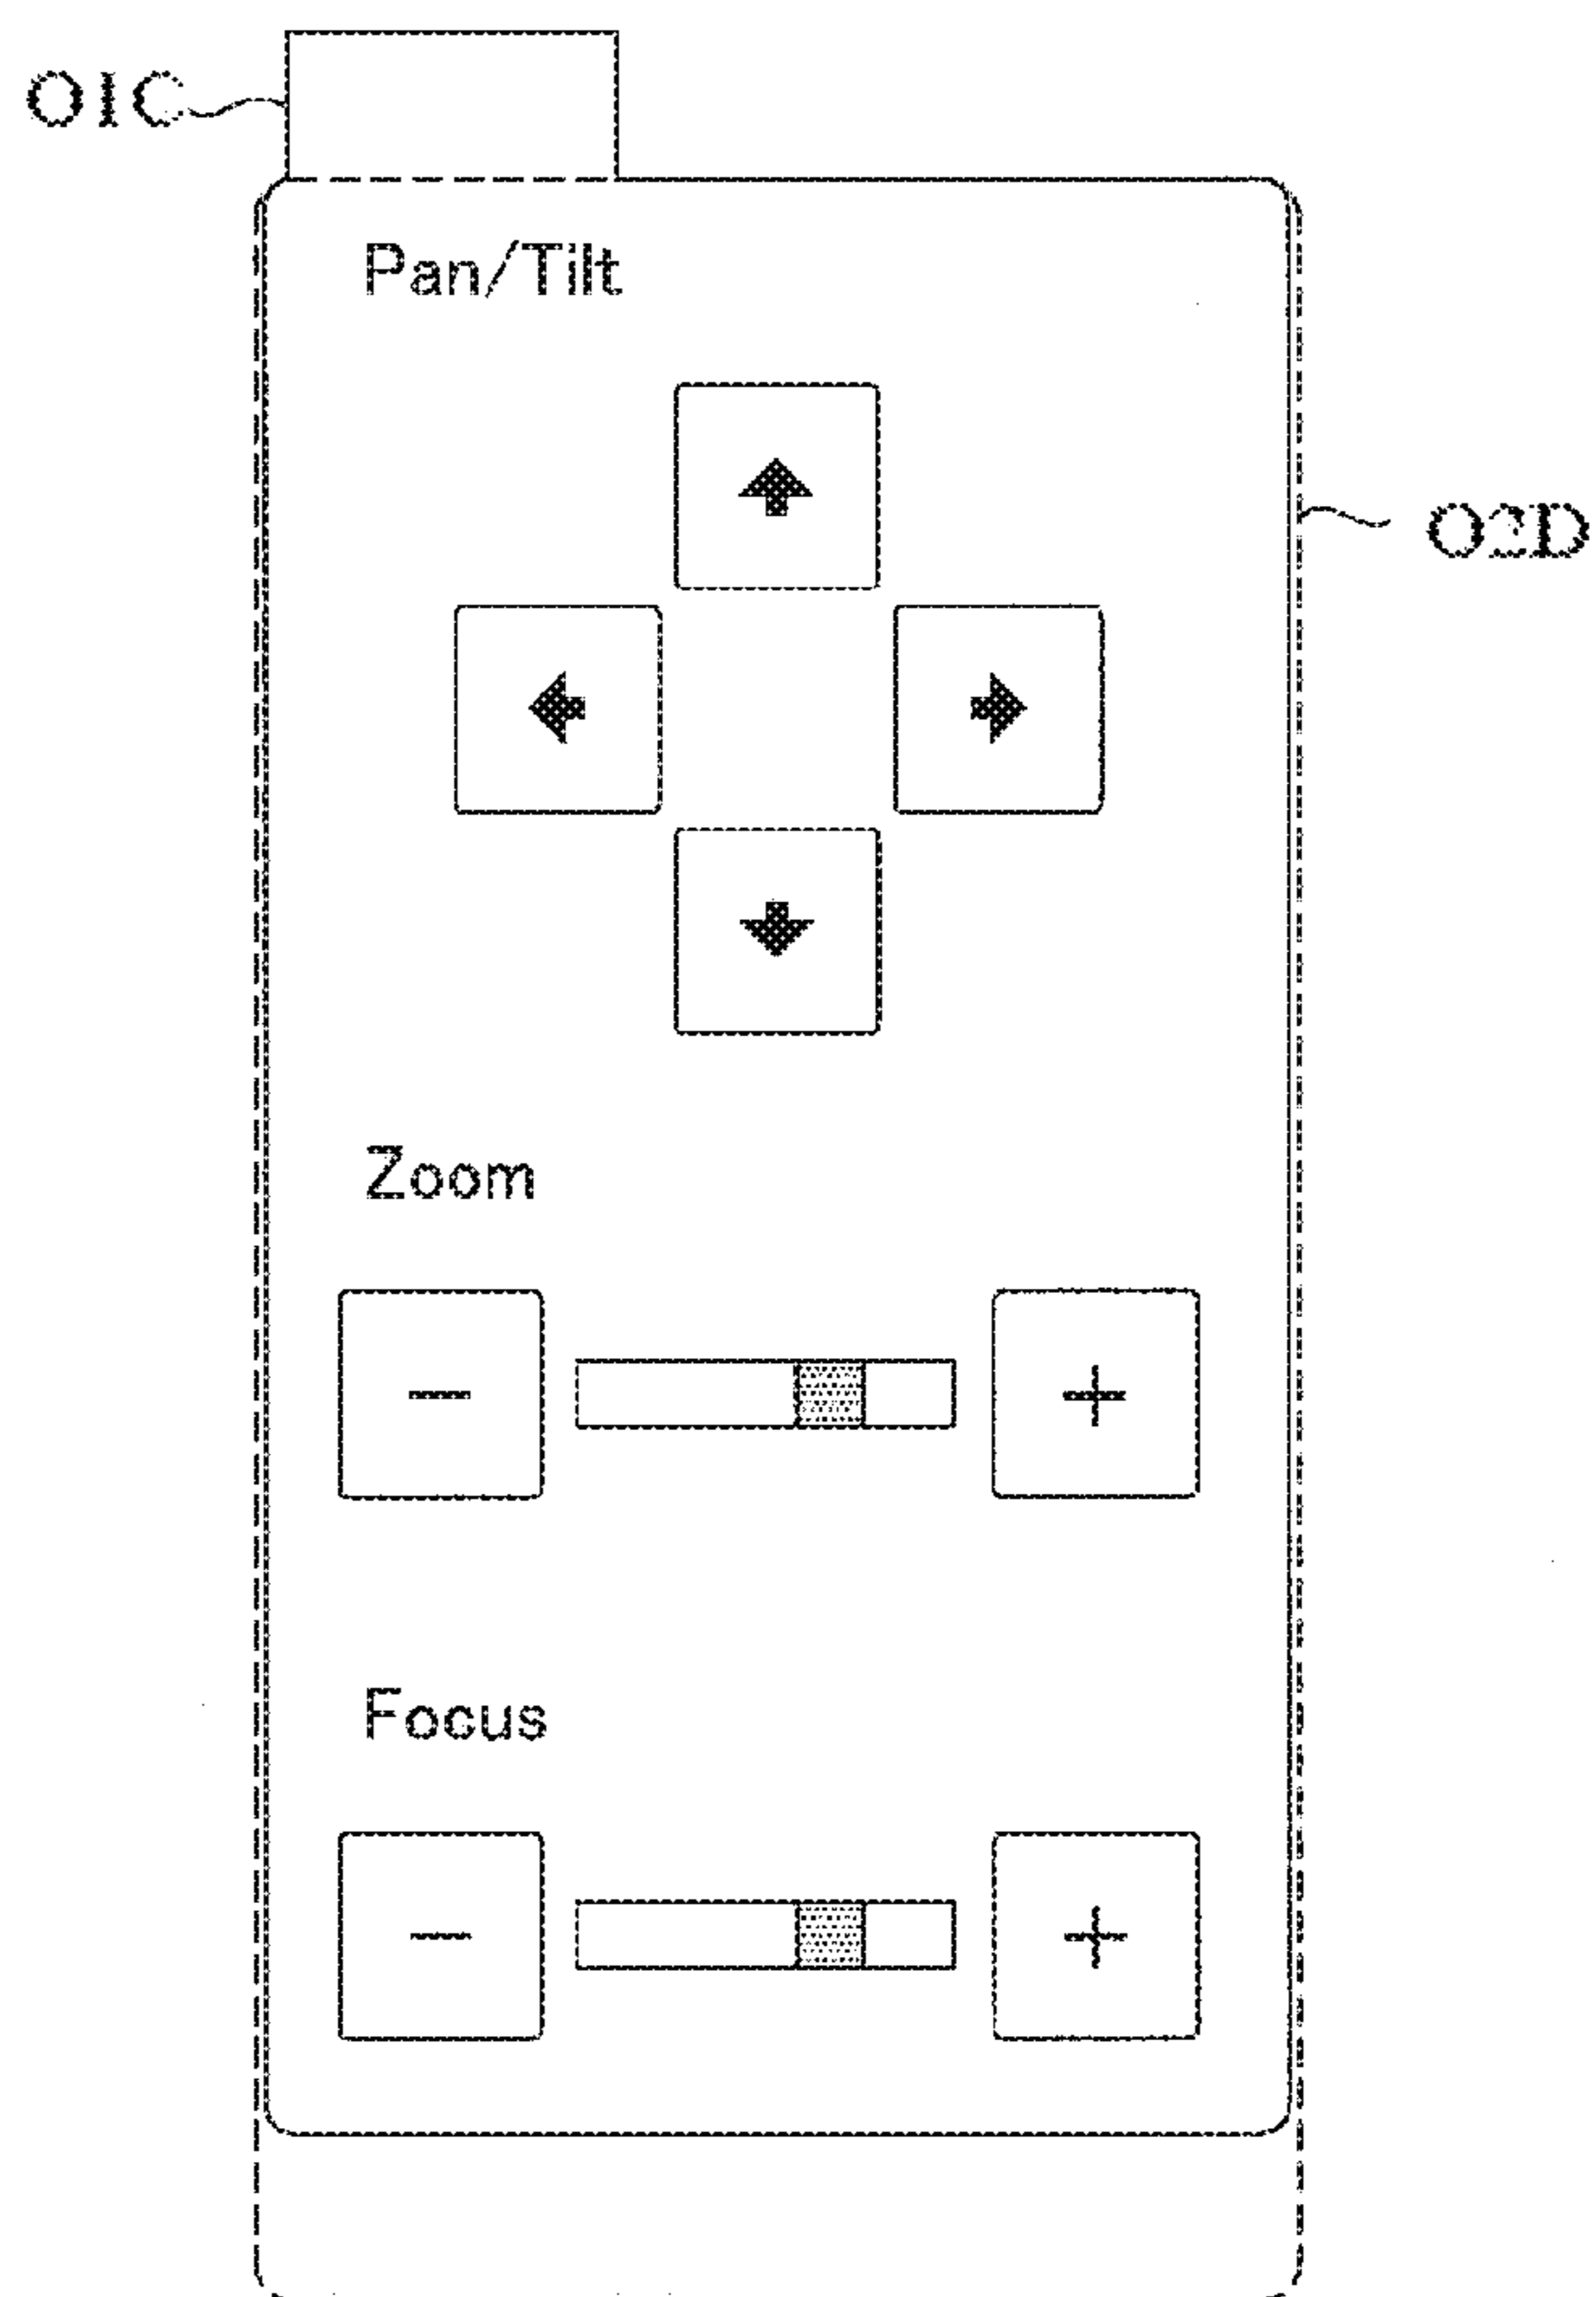 O1C
Pan/Tilt
O2D
Zoom
− +
Focus
− +